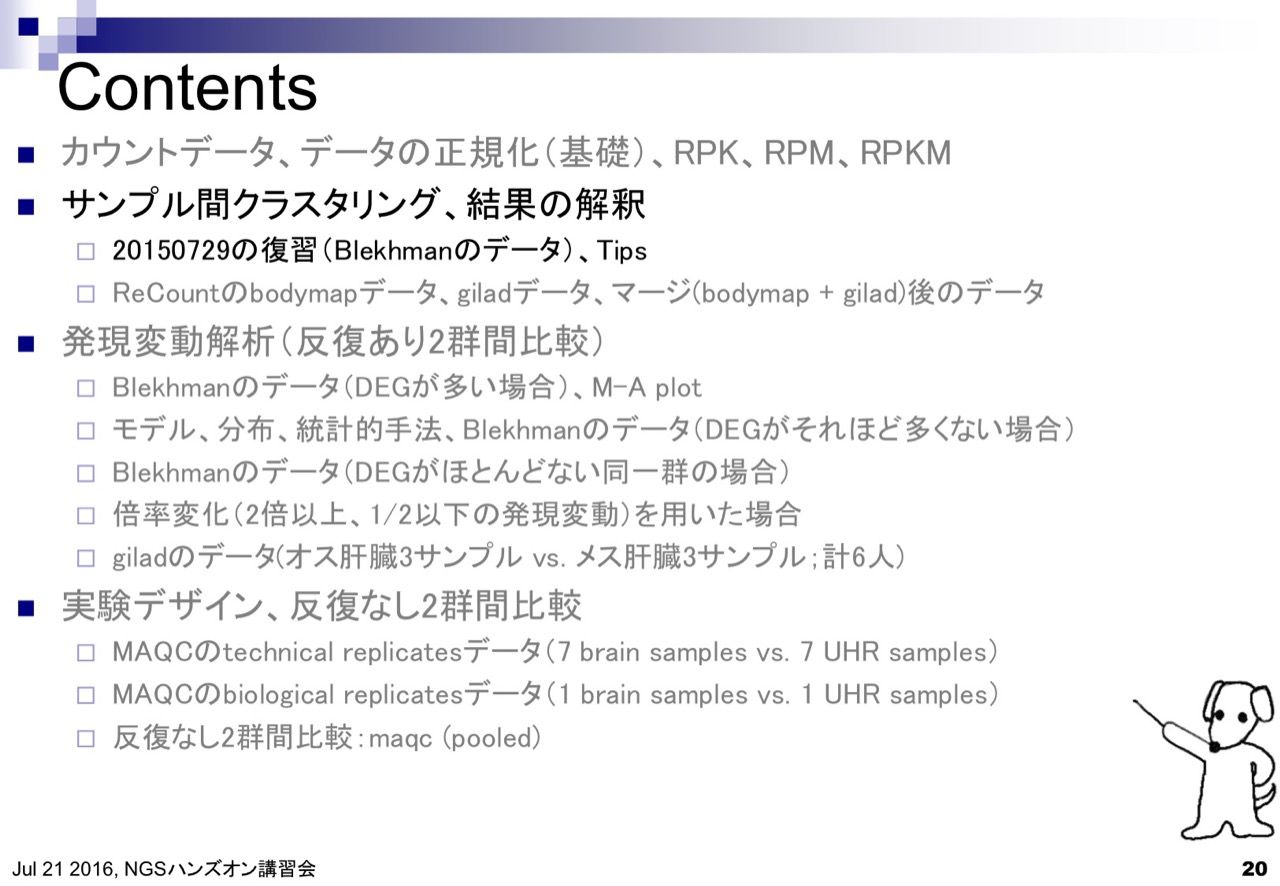 Contents
カウントデータ、データの正規化(基礎)、RPK、RPM、RPKM
サンプル間クラスタリング、結果の解釈
20150729の復習(Blekhmanのデータ)、Tips
ReCountのbodymapデータ、giladデータ、マージ(bodymap + gilad)後のデータ
発現変動解析(反復あり2群間比較)
Blekhmanのデータ(DEGが多い場合)、M-A plot
モデル、分布、統計的手法、Blekhmanのデータ(DEGがそれほど多くない場合)
Blekhmanのデータ(DEGがほとんどない同一群の場合)
倍率変化(2倍以上、1/2以下の発現変動)を用いた場合
giladのデータ(オス肝臓3サンプル vs. メス肝臓3サンプル;計6人)
実験デザイン、反復なし2群間比較
MAQCのtechnical replicatesデータ(7 brain samples vs. 7 UHR samples)
MAQCのbiological replicatesデータ(1 brain samples vs. 1 UHR samples)
反復なし2群間比較:maqc (pooled)
Jul 21 2016, NGSハンズオン講習会
20